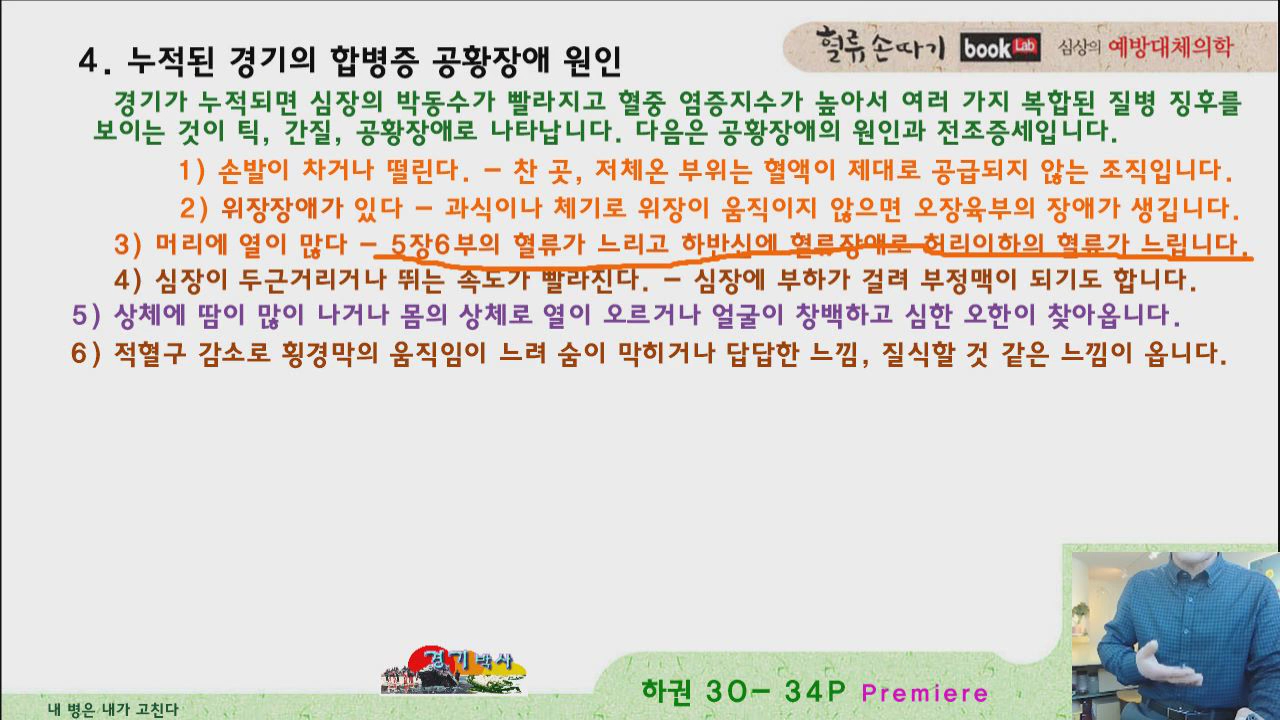 혈류 손따기 book Lab 심상의 예방대체의학
4. 누적된 경기의 합병증 공황장애 원인
경기가 누적되면 심장의 박동수가 빨라지고 혈중 염증지수가 높아서 여러 가지 복합된 질병 징후를
보이는 것이 틱, 간질, 공황장애로 나타납니다. 다음은 공황장애의 원인과 전조증세입니다.
1) 손발이 차거나 떨린다. - 찬 곳, 저체온 부위는 혈액이 제대로 공급되지 않는 조직입니다.
2) 위장장애가 있다 - 과식이나 체기로 위장이 움직이지 않으면 오장육부의 장애가 생깁니다.
3) 머리에 열이 많다 - 5장6부의 혈류가 느리고 하반신에 혈류장애로 허리이하의 혈류가 느립니다.
4) 심장이 두근거리거나 뛰는 속도가 빨라진다. - 심장에 부하가 걸려 부정맥이 되기도 합니다.
5) 상체에 땀이 많이 나거나 몸의 상체로 열이 오르거나 얼굴이 창백하고 심한 오한이 찾아옵니다.
6) 적혈구 감소로 횡경막의 움직임이 느려 숨이 막히거나 답답한 느낌, 질식할 것 같은 느낌이 옵니다.
경기박사
하권 30- 34P Premiere
내 병은 내가 고친다